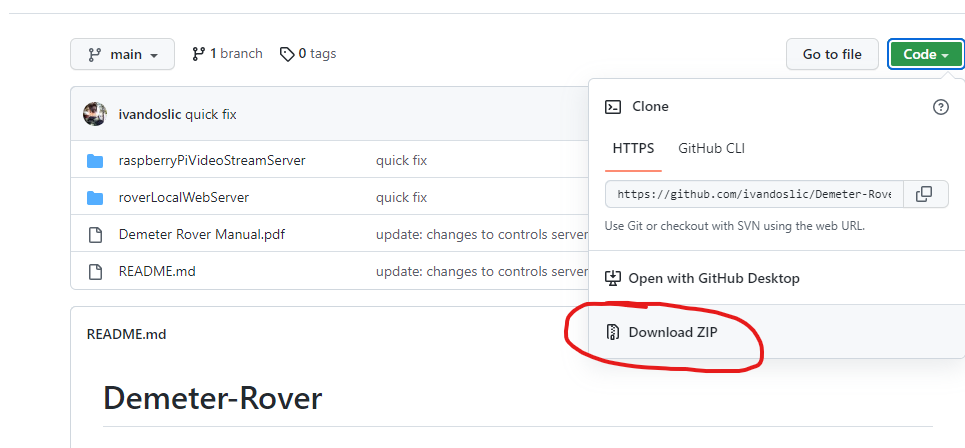 main 1 branch 0 tags Go to file Code
ivandoslic quick fix
raspberryPiVideoStreamServer quick fix
roverLocalWebServer quick fix
Demeter Rover Manual.pdf update: changes to controls server
README.md update: changes to controls server
Clone
HTTPS GitHub CLI
https://github.com/ivandoslic/Demeter-Rove
Use Git or checkout with SVN using the web URL.
Open with GitHub Desktop
Download ZIP
README.md
Demeter-Rover